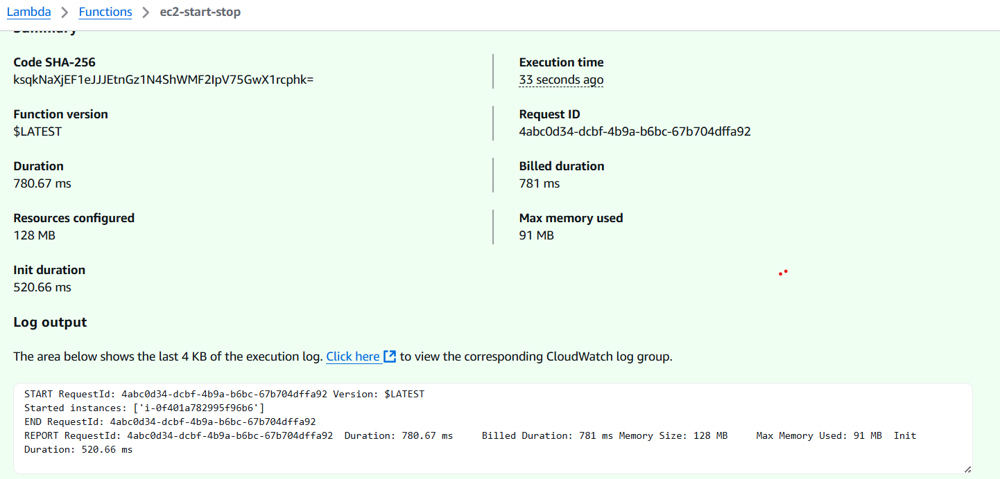 Lambda > Functions > ec2-start-stop
Summary
Code SHA-256
ksqkNaXjEF1eJJJEtnGz1N4ShWMF2IpV75GwX1rcphk=
Execution time
33 seconds ago
Function version
$LATEST
Request ID
4abc0d34-dcbf-4b9a-b6bc-67b704dffa92
Duration
780.67 ms
Billed duration
781 ms
Resources configured
128 MB
Max memory used
91 MB
Init duration
520.66 ms
Log output
The area below shows the last 4 KB of the execution log. Click here to view the corresponding CloudWatch log group.
START RequestId: 4abc0d34-dcbf-4b9a-b6bc-67b704dffa92 Version: $LATEST
Started instances: ['i-0f401a782995f96b6']
END RequestId: 4abc0d34-dcbf-4b9a-b6bc-67b704dffa92
REPORT RequestId: 4abc0d34-dcbf-4b9a-b6bc-67b704dffa92  Duration: 780.67 ms     Billed Duration: 781 ms Memory Size: 128 MB     Max Memory Used: 91 MB  Init
Duration: 520.66 ms